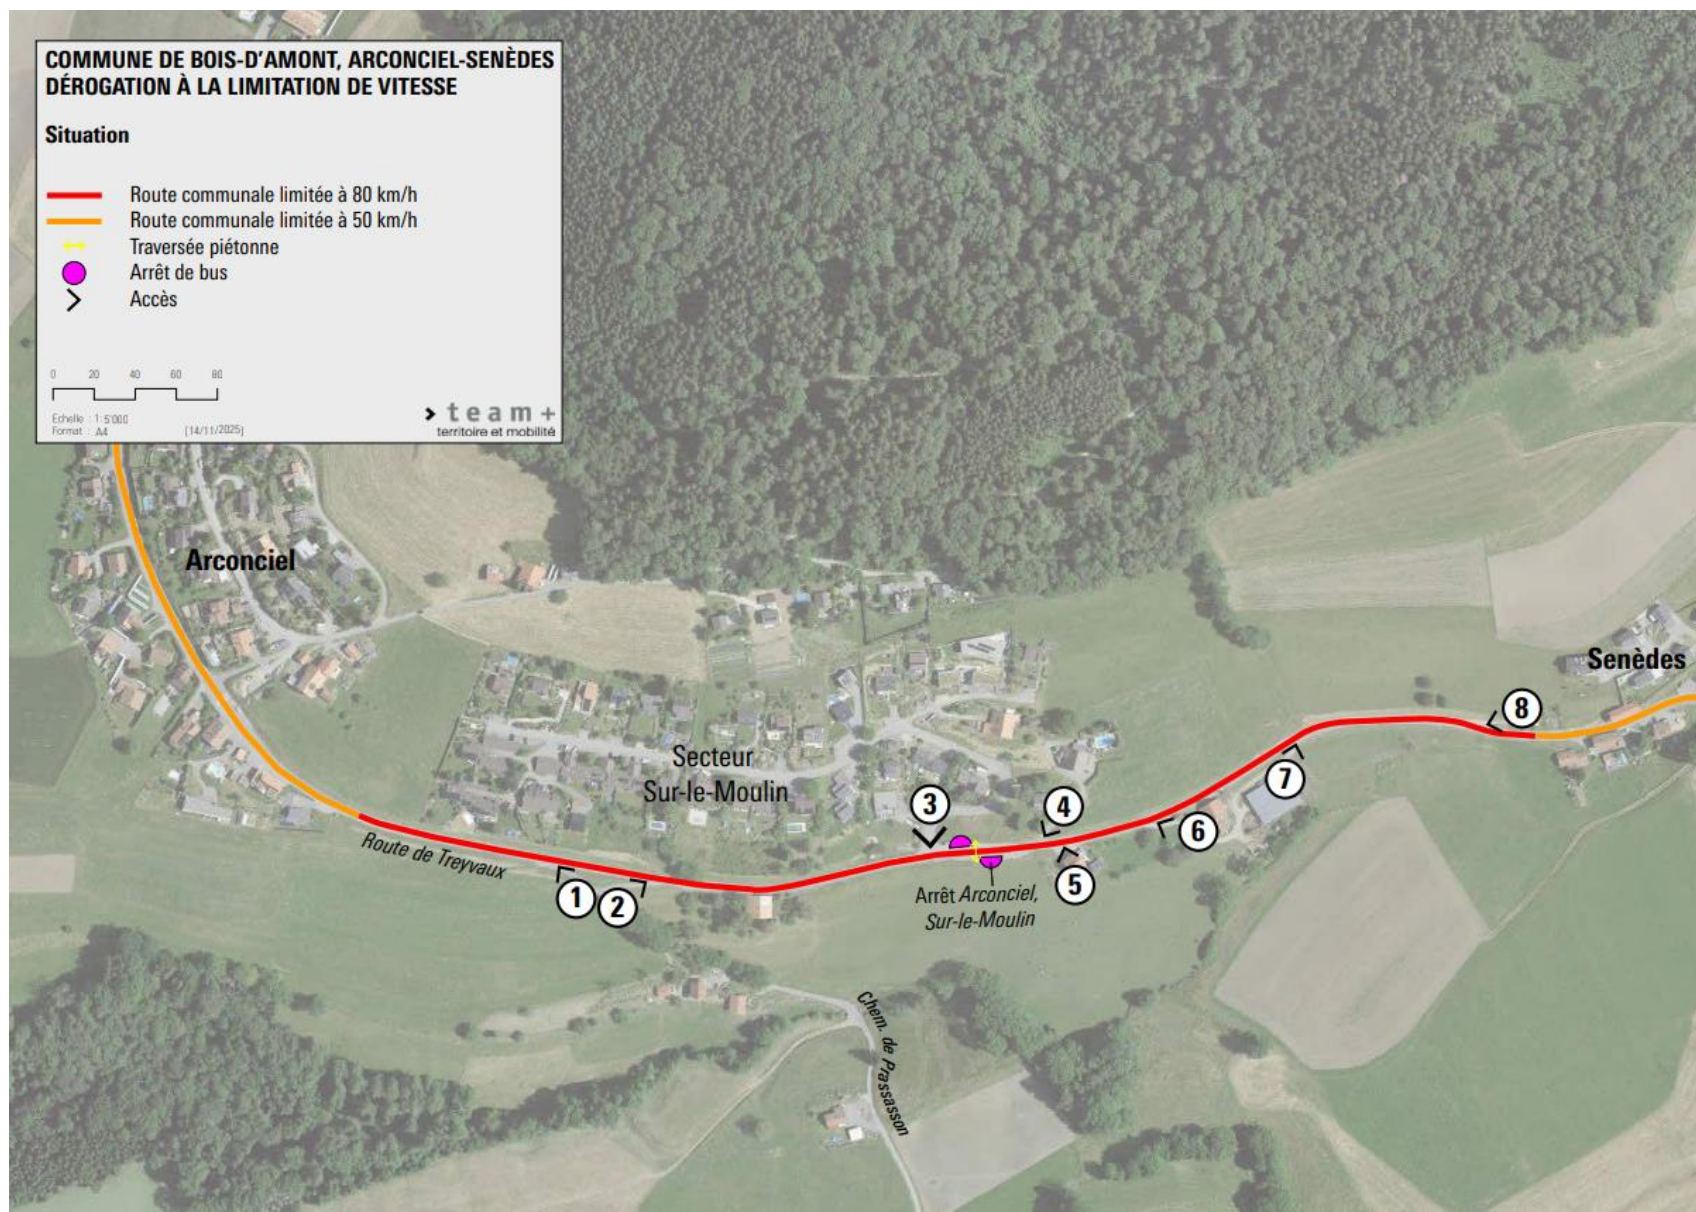 COMMUNE DE BOIS-D'AMONT, ARCONCIEL-SENÈDES
DÉROGATION À LA LIMITATION DE VITESSE
Situation
Route communale limitée à 80 km/h
Route communale limitée à 50 km/h
Traversée piétonne
Arrêt de bus
Accès
0 20 40 60 80
Echelle : 1:5'000
Format : A4 [14/11/2025]
team+
territoire et mobilité
Arconciel
Senèdes
8
Secteur
Sur-le-Moulin
7
3
4
6
Route de Treyvaux
5
1
2
Arrêt Arconciel,
Sur-le-Moulin
Chem. de Prassasson